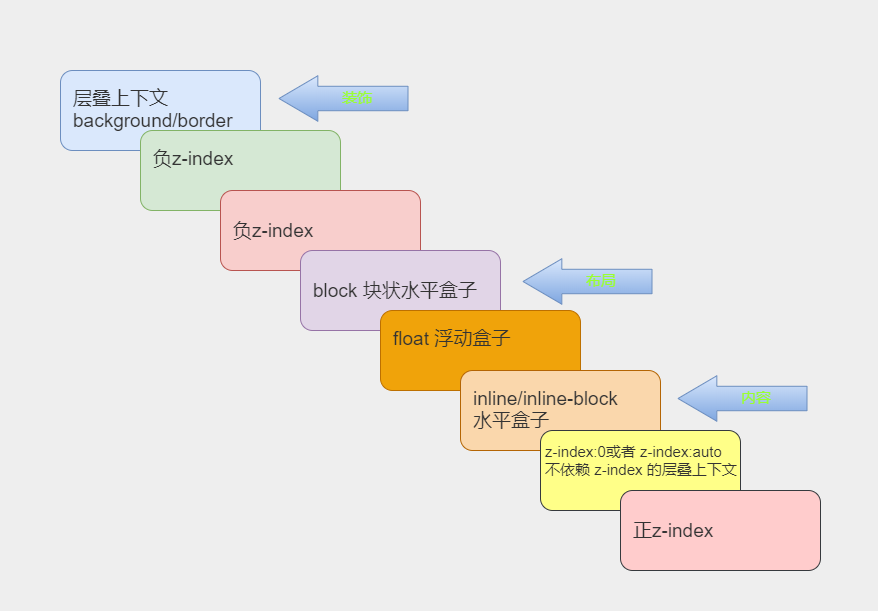 层叠上下文
background/border
装饰
负z-index
负z-index
block 块状水平盒子
布局
float 浮动盒子
inline/inline-block
水平盒子
内容
z-index:0或者 z-index:auto
不依赖 z-index 的层叠上下文
正z-index